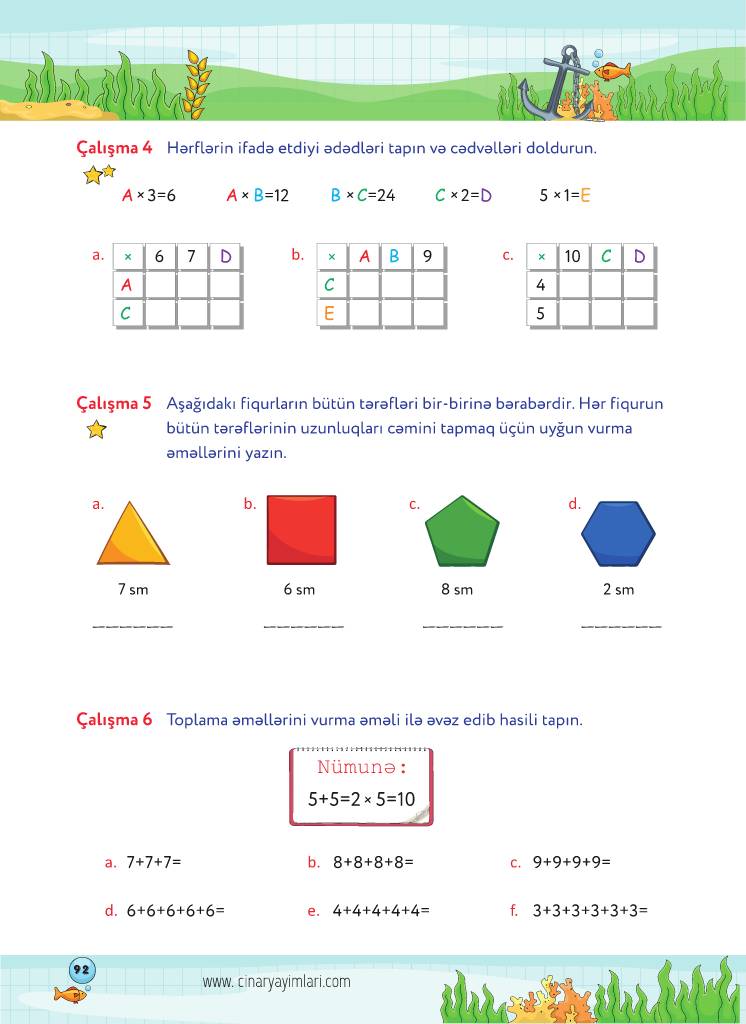 Çalışma 4 Hərflərin ifadə etdiyi ədədləri tapın və cədvəlləri doldurun.
A × 3=6 A × B=12 B × C=24 C × 2=D 5 × 1=E
a. × 6 7 D
A
C
b. × A B 9
C
E
c. × 10 C D
4
5
Çalışma 5 Aşağıdakı fiqurların bütün tərəfləri bir-birinə bərabərdir. Hər fiqurun
bütün tərəflərinin uzunluqları cəmini tapmaq üçün uyğun vurma
əməllərini yazın.
a. b. c. d.
7 sm 6 sm 8 sm 2 sm
Çalışma 6 Toplama əməllərini vurma əməli ilə əvəz edib hasili tapın.
Nümunə:
5+5=2 × 5=10
a. 7+7+7= b. 8+8+8+8= c. 9+9+9+9=
d. 6+6+6+6+6= e. 4+4+4+4+4= f. 3+3+3+3+3+3=
92
www. cinaryayimlari.com